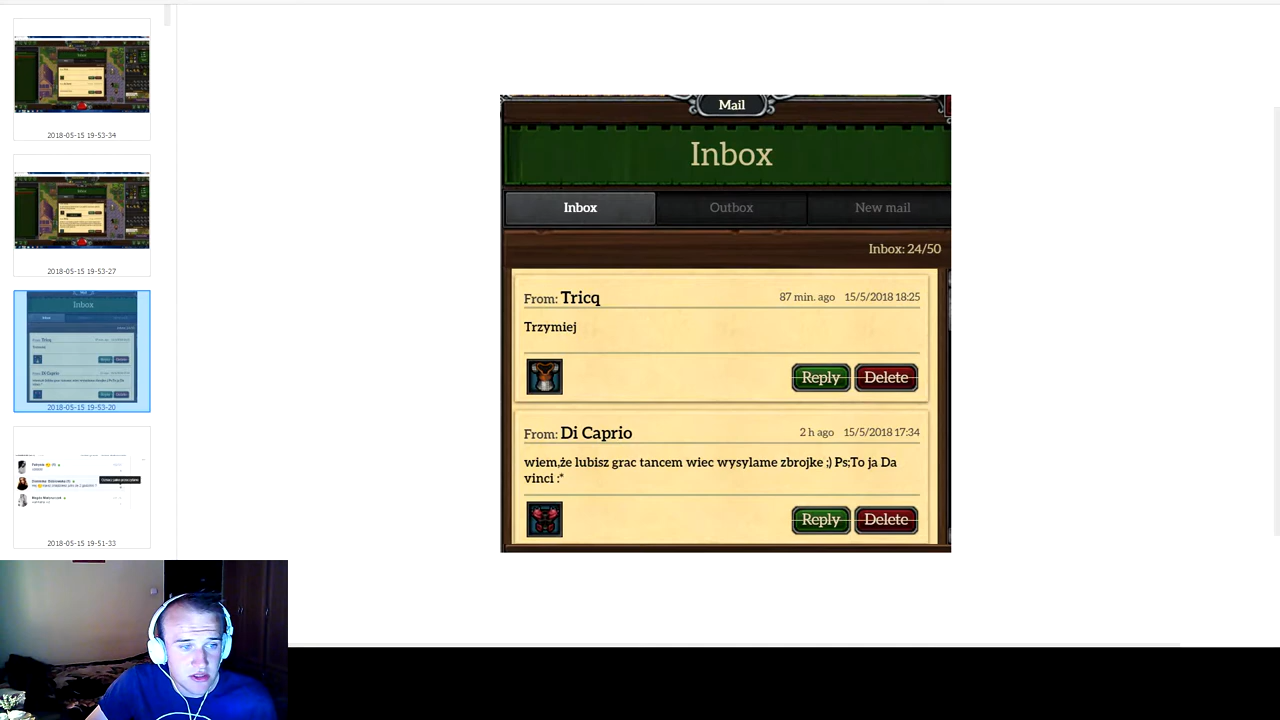 2018-05-15 19-53-34
2018-05-15 19-53-27
2018-05-15 19-53-20
2018-05-15 19-51-33
Mail
Inbox
Inbox
Outbox
New mail
Inbox: 24/50
From: Tricq
87 min. ago 15/5/2018 18:25
Trzymiej
Reply
Delete
From: Di Caprio
2 h ago 15/5/2018 17:34
wiem,że lubisz grac tancem wiec wysylame zbrojke ;) Ps;To ja Da
vinci :*
Reply
Delete